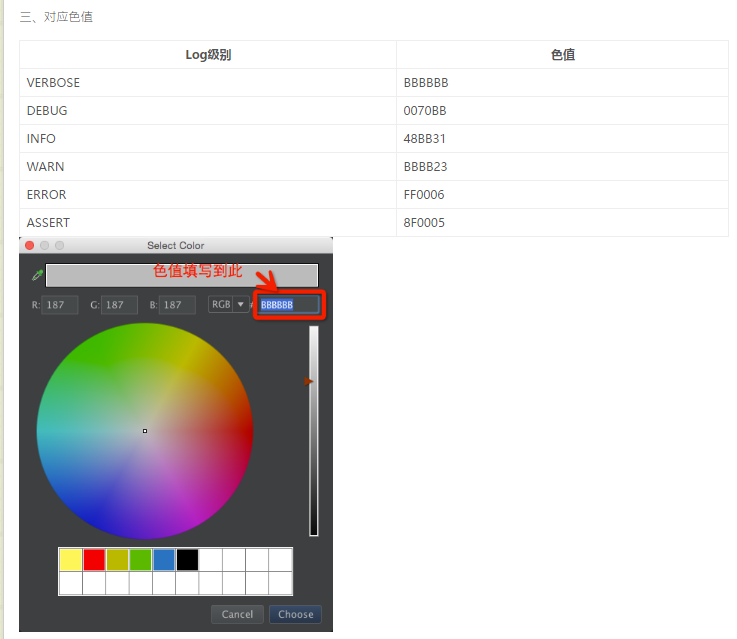 三、对应色值
Log级别 色值
VERBOSE BBBBBB
DEBUG 0070BB
INFO 48BB31
WARN BBBB23
ERROR FF0006
ASSERT 8F0005
Select Color
色值填写到此
R: 187 G: 187 B: 187 RGB # BBBBBB
Cancel Choose